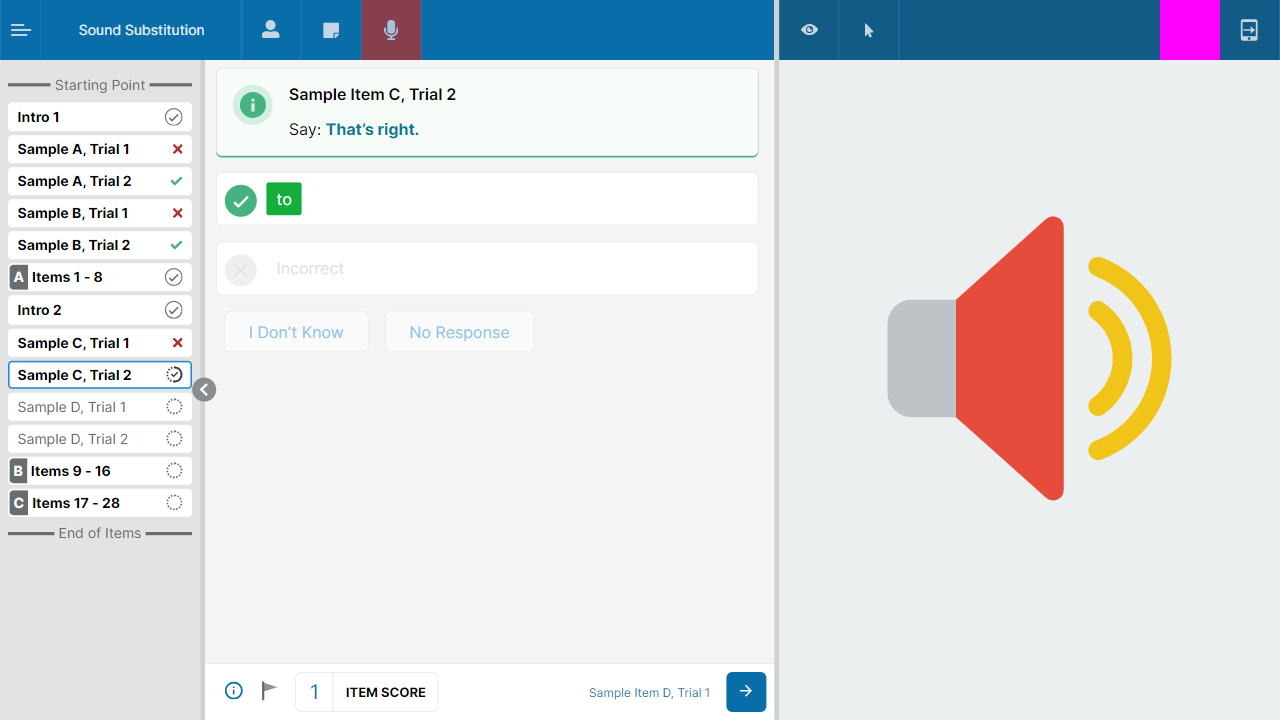 Sound Substitution
Starting Point
Intro 1
Sample A, Trial 1
Sample A, Trial 2
Sample B, Trial 1
Sample B, Trial 2
A Items 1 - 8
Intro 2
Sample C, Trial 1
Sample C, Trial 2
Sample D, Trial 1
Sample D, Trial 2
B Items 9 - 16
C Items 17 - 28
End of Items
Sample Item C, Trial 2
Say: That's right.
to
Incorrect
I Don't Know No Response
1 ITEM SCORE Sample Item D, Trial 1